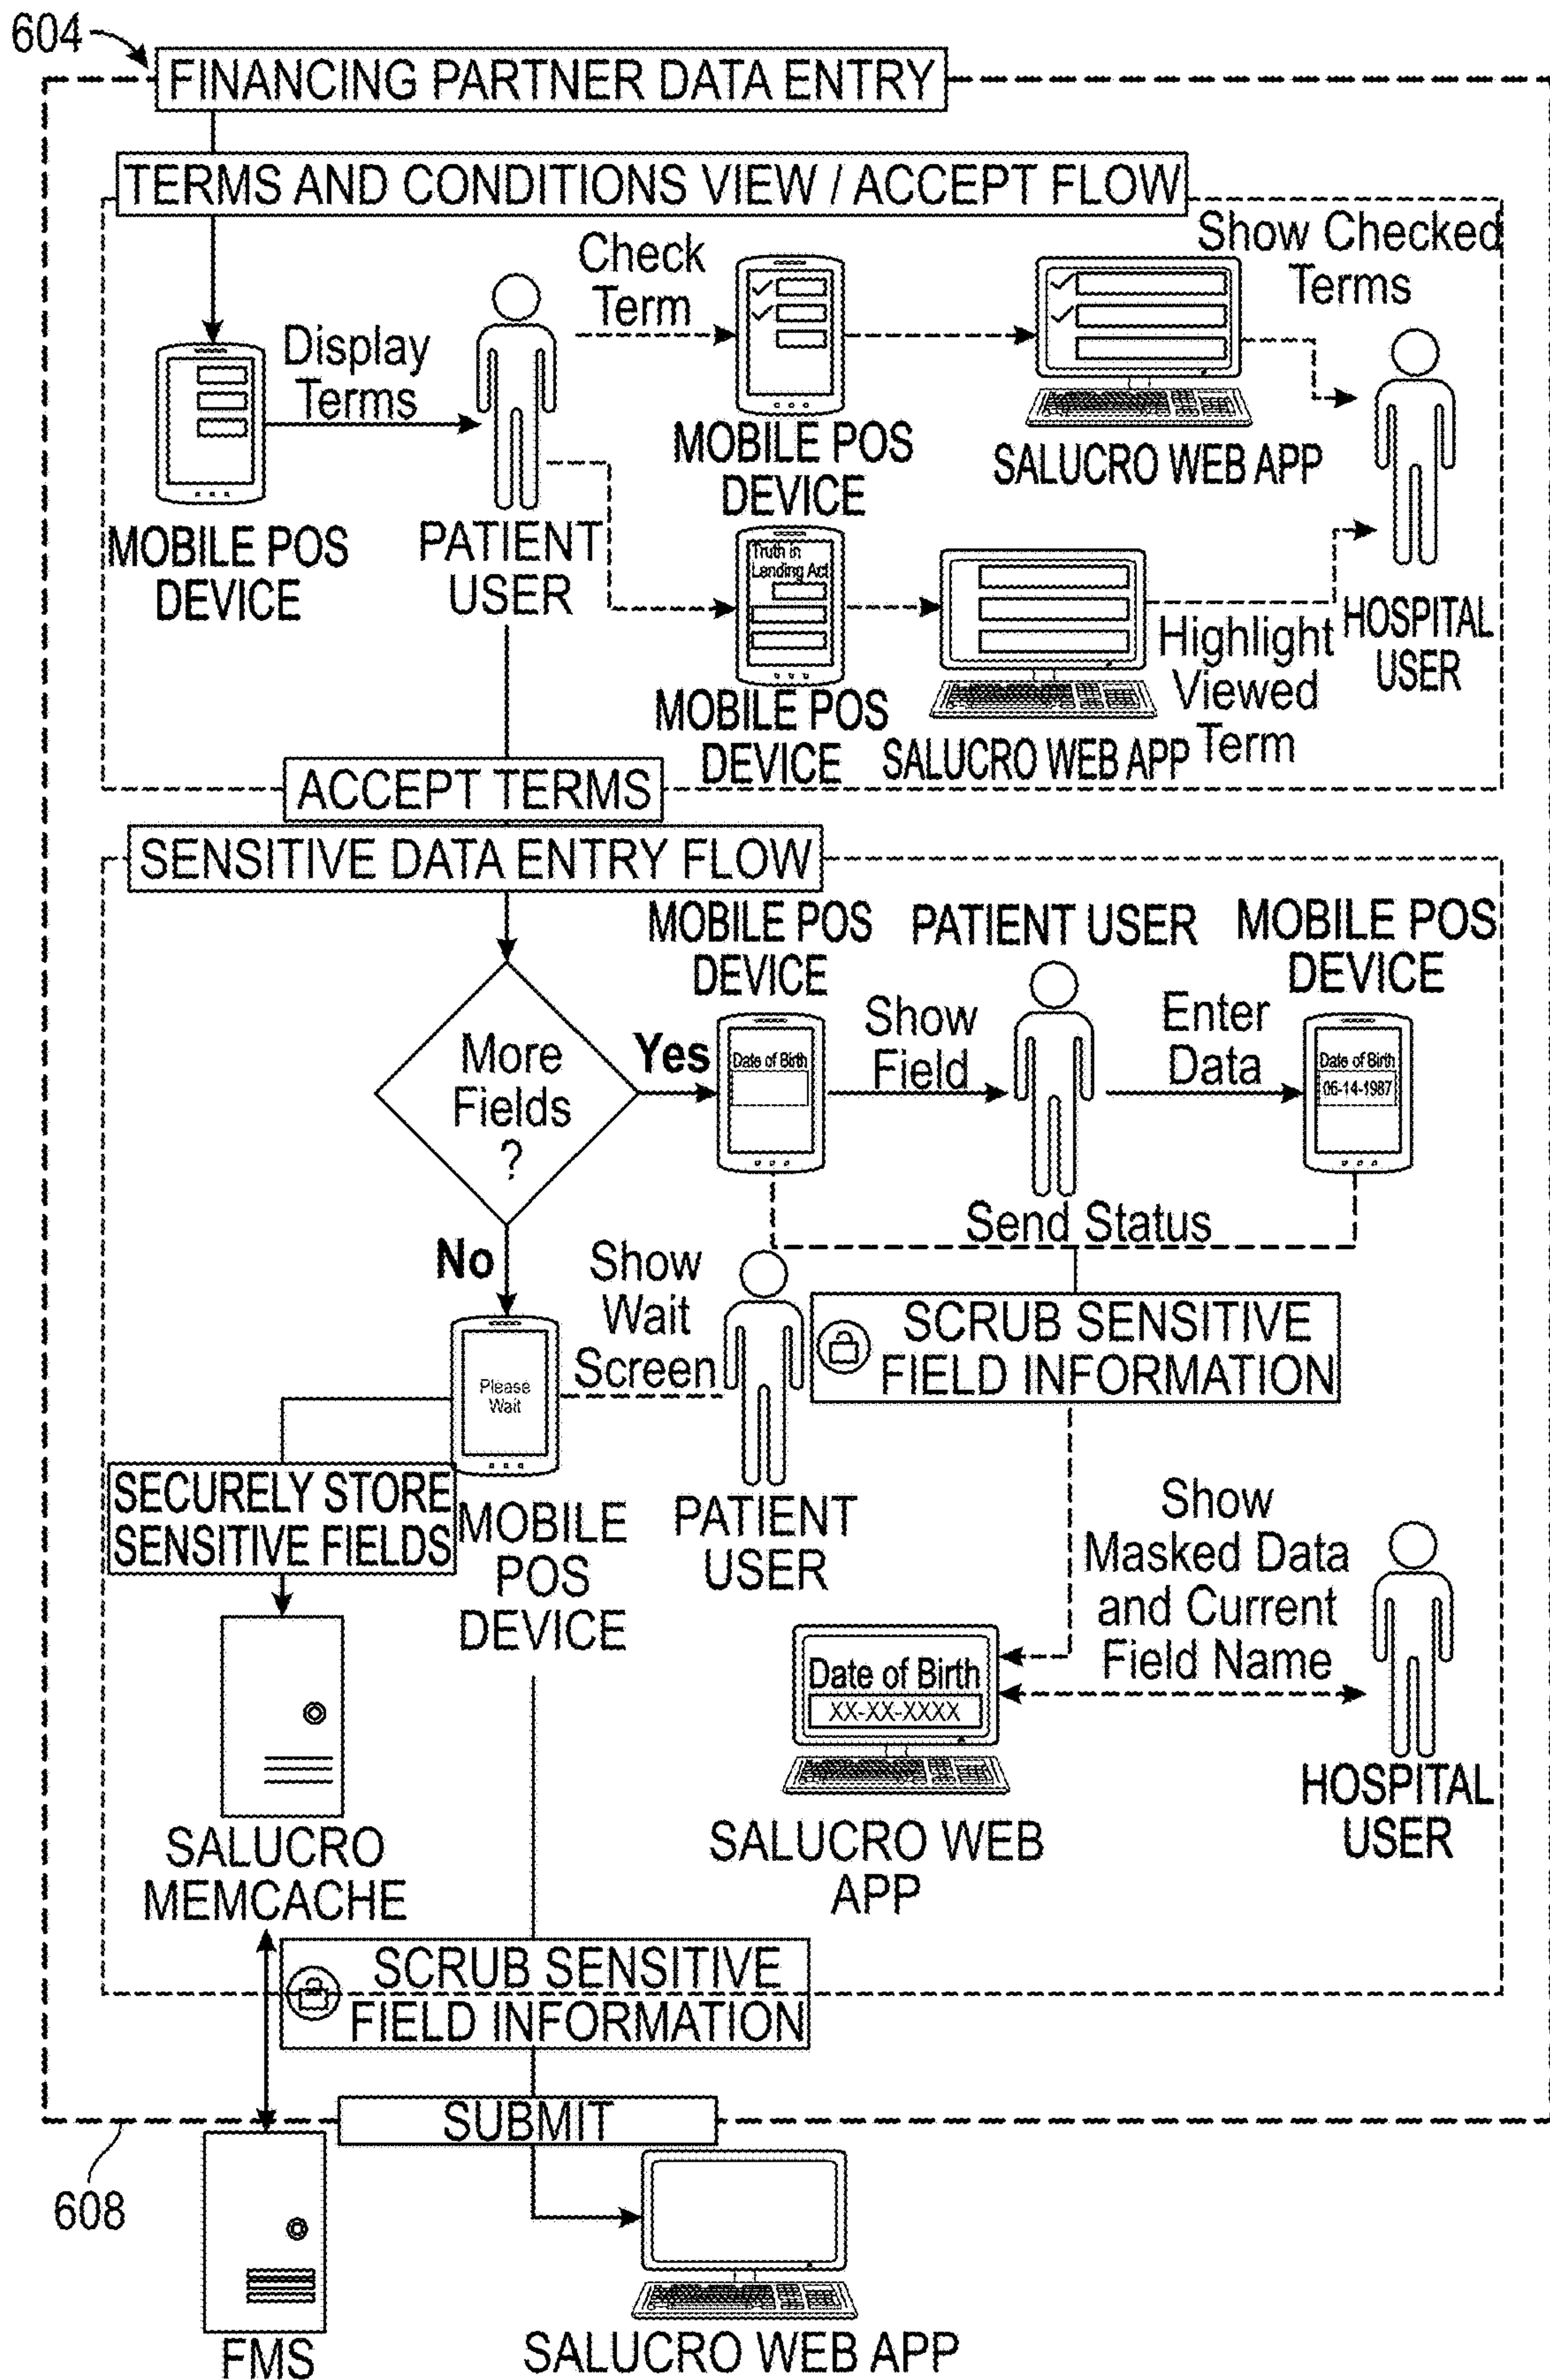 604
FINANCING PARTNER DATA ENTRY
TERMS AND CONDITIONS VIEW / ACCEPT FLOW
Display
Terms
MOBILE POS
DEVICE
PATIENT
USER
Check
Term
MOBILE POS
DEVICE
SALUCRO WEB APP
Show Checked
Terms
Truth in
Lending Act
MOBILE POS
DEVICE
SALUCRO WEB APP
Highlight
Viewed
Term
HOSPITAL
USER
ACCEPT TERMS
SENSITIVE DATA ENTRY FLOW
More
Fields
?
Yes
MOBILE POS
DEVICE
Date of Birth
Show
Field
PATIENT USER
Enter
Data
MOBILE POS
DEVICE
Date of Birth
06-14-1987
Send Status
No
Show
Wait
Screen
Please
Wait
MOBILE
POS
DEVICE
PATIENT
USER
SCRUB SENSITIVE
FIELD INFORMATION
SECURELY STORE
SENSITIVE FIELDS
Show
Masked Data
and Current
Field Name
Date of Birth
XX-XX-XXXX
SALUCRO WEB
APP
HOSPITAL
USER
SALUCRO
MEMCACHE
SCRUB SENSITIVE
FIELD INFORMATION
SUBMIT
608
FMS
SALUCRO WEB APP